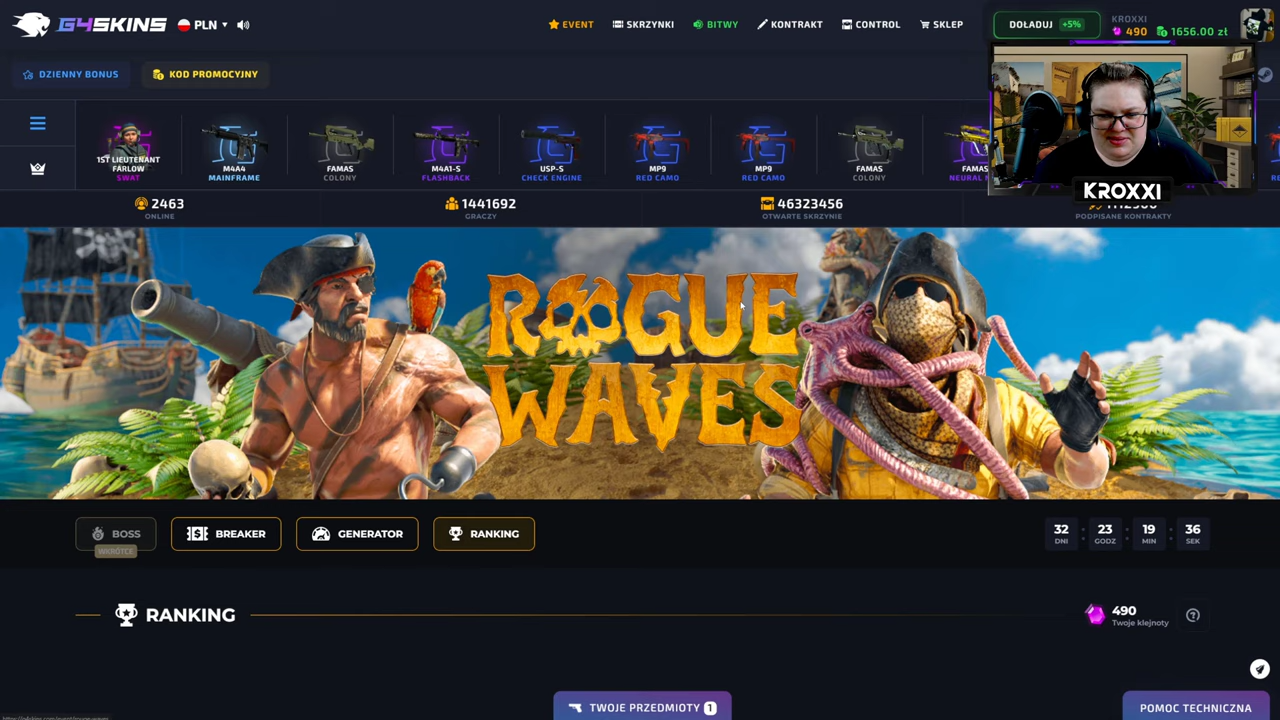 G4SKINS
PLN
EVENT
SKRZYNKI
BITWY
KONTRAKT
CONTROL
SKLEP
DOŁADUJ +5%
KROXXI
490
1656.00 zł
DZIENNY BONUS
KOD PROMOCYJNY
1ST LIEUTENANT
FARLOW
SWAT
M4A4
MAINFRAME
FAMAS
COLONY
M4A1-S
FLASHBACK
USP-S
CHECK ENGINE
MP9
RED CAMO
MP9
RED CAMO
FAMAS
COLONY
FAMAS
KROXXI
2463
ONLINE
1441692
GRACZY
46323456
OTWARTE SKRZYNIE
PODPISANE KONTRAKTY
ROGUE
WAVES
BOSS
WKRÓTCE
BREAKER
GENERATOR
RANKING
32
DNI
23
GODZ
19
MIN
36
SEK
RANKING
490
Twoje klejnoty
TWOJE PRZEDMIOTY 1
POMOC TECHNICZNA